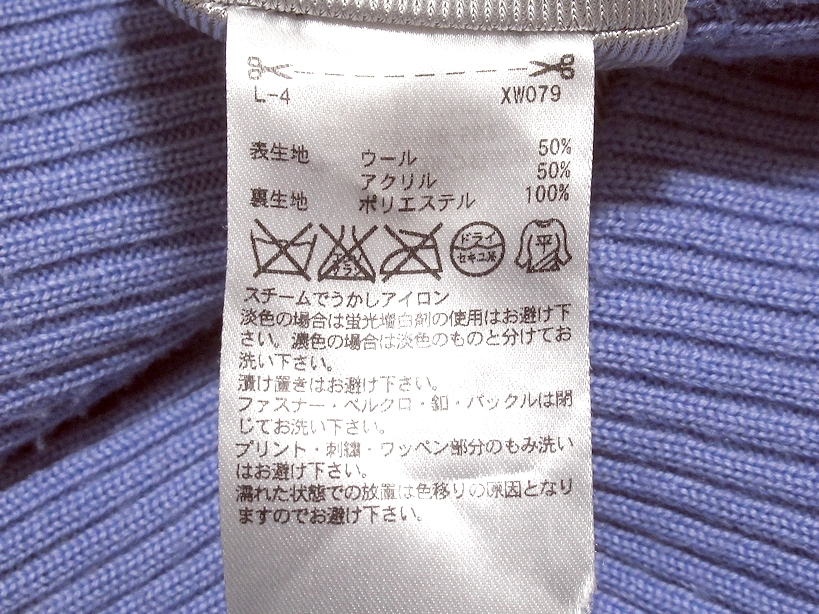 L-4 XW079
表生地 ウール 50%
アクリル 50%
裏生地 ポリエステル 100%
エンソ サラシ ドライ セキユ系 平
スチームでうかしアイロン
淡色の場合は蛍光増白剤の使用はお避け下
さい。濃色の場合は淡色のものと分けてお
洗い下さい。
漬け置きはお避け下さい。
ファスナー・ベルクロ・釦・バックルは閉
じてお洗い下さい。
プリント・刺繍・ワッペン部分のもみ洗い
はお避け下さい。
濡れた状態での放置は色移りの原因となり
ますのでお避け下さい。